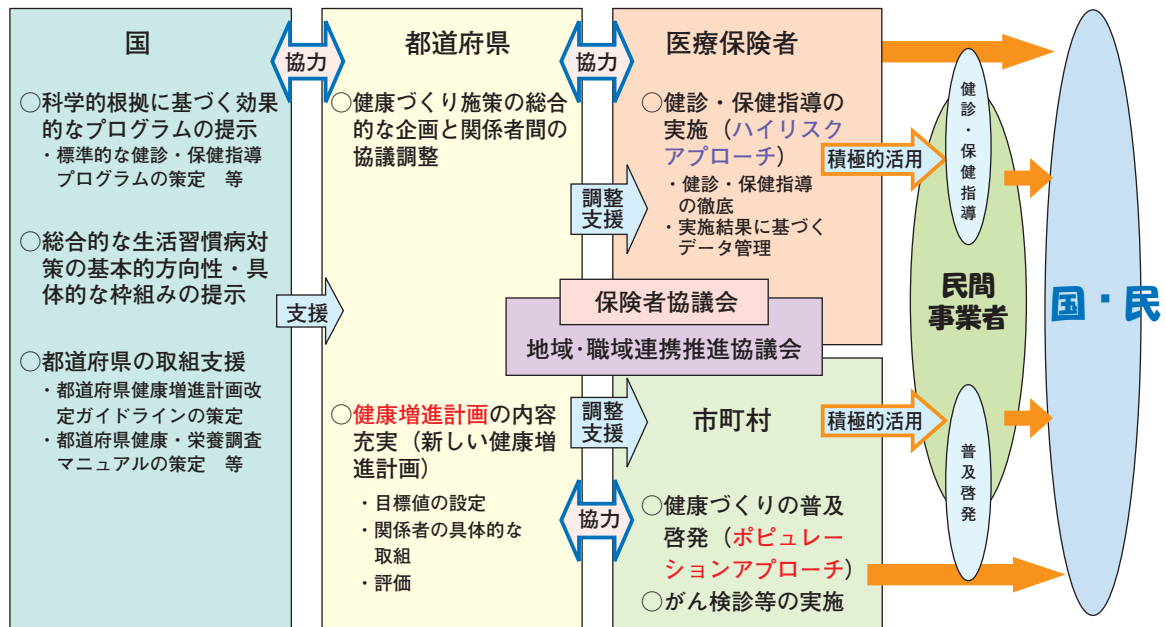 国
○科学的根拠に基づく効果
的なプログラムの提示
・標準的な健診・保健指導
プログラムの策定　等
○総合的な生活習慣病対
策の基本的方向性・具
体的な枠組みの提示
○都道府県の取組支援
・都道府県健康増進計画改
定ガイドラインの策定
・都道府県健康・栄養調査
マニュアルの策定　等
協力
支援
都道府県
○健康づくり施策の総合
的な企画と関係者間の
協議調整
○健康増進計画の内容
充実（新しい健康増
進計画）
・目標値の設定
・関係者の具体的な
取組
・評価
協力
調整
支援
保険者協議会
地域・職域連携推進協議会
調整
支援
協力
医療保険者
○健診・保健指導の
実施（ハイリスク
アプローチ）
・健診・保健指導
の徹底
・実施結果に基づく
データ管理
市町村
○健康づくりの普及
啓発（ポピュレー
ションアプローチ）
○がん検診等の実施
積極的活用
積極的活用
健診・保健指導
民間
事業者
普及啓発
国・民